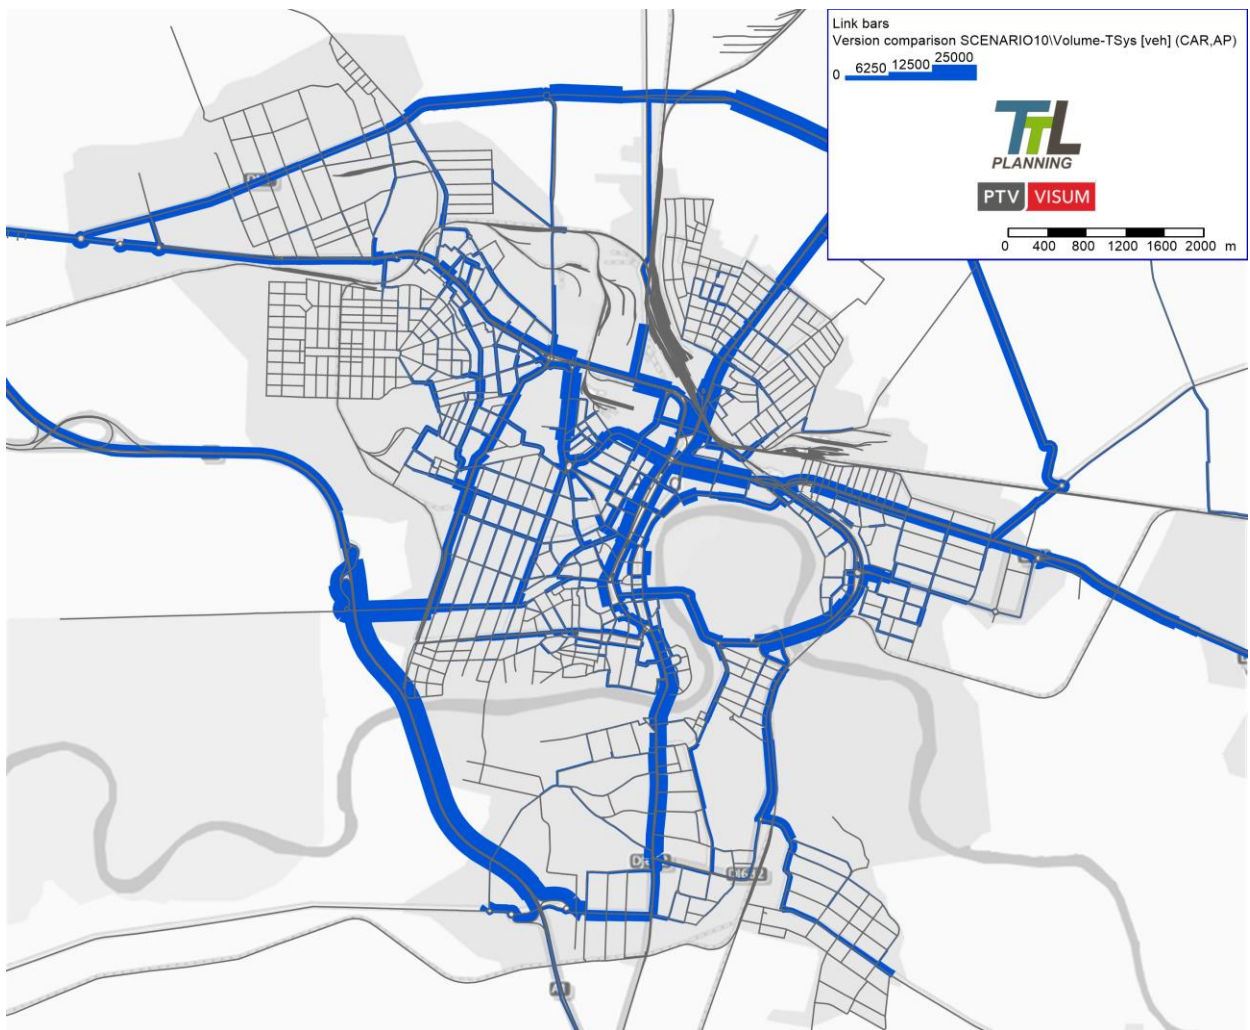 Link bars
Version comparison SCENARIO10\Volume-TSys [veh] (CAR,AP)
0 6250 12500 25000
TTL
PLANNING
PTV VISUM
0 400 800 1200 1600 2000 m